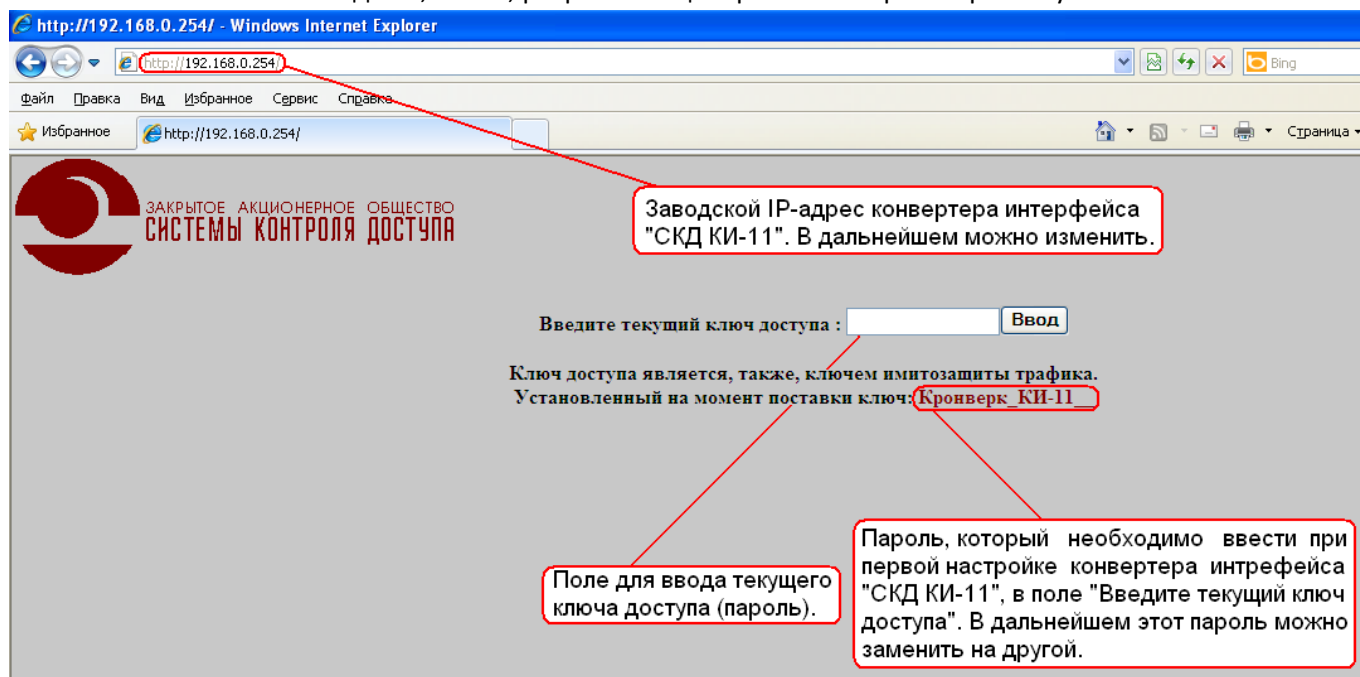 http://192.168.0.254/ - Windows Internet Explorer
http://192.168.0.254/
Bing
Файл Правка Вид Избранное Сервис Справка
Избранное
http://192.168.0.254/
Страница
ЗАКРЫТОЕ АКЦИОНЕРНОЕ ОБЩЕСТВО
СИСТЕМЫ КОНТРОЛЯ ДОСТУПА
Заводской IP-адрес конвертера интерфейса
"СКД КИ-11". В дальнейшем можно изменить.
Введите текущий ключ доступа :
Ввод
Ключ доступа является, также, ключем имитозащиты трафика.
Установленный на момент поставки ключ: Кронверк_КИ-11__
Поле для ввода текущего
ключа доступа (пароль).
Пароль, который необходимо ввести при
первой настройке конвертера интрефейса
"СКД КИ-11", в поле "Введите текущий ключ
доступа". В дальнейшем этот пароль можно
заменить на другой.